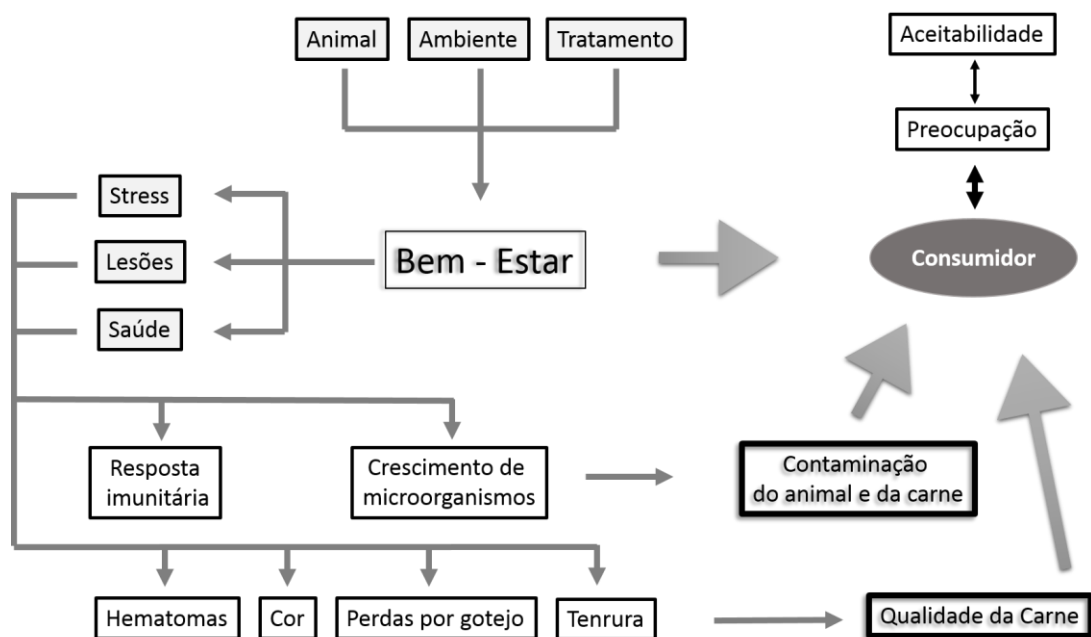 Animal
Ambiente
Tratamento
Aceitabilidade
Preocupação
Stress
Lesões
Saúde
Bem - Estar
Consumidor
Resposta
imunitária
Crescimento de
microorganismos
Contaminação
do animal e da carne
Hematomas
Cor
Perdas por gotejo
Tenrura
Qualidade da Carne